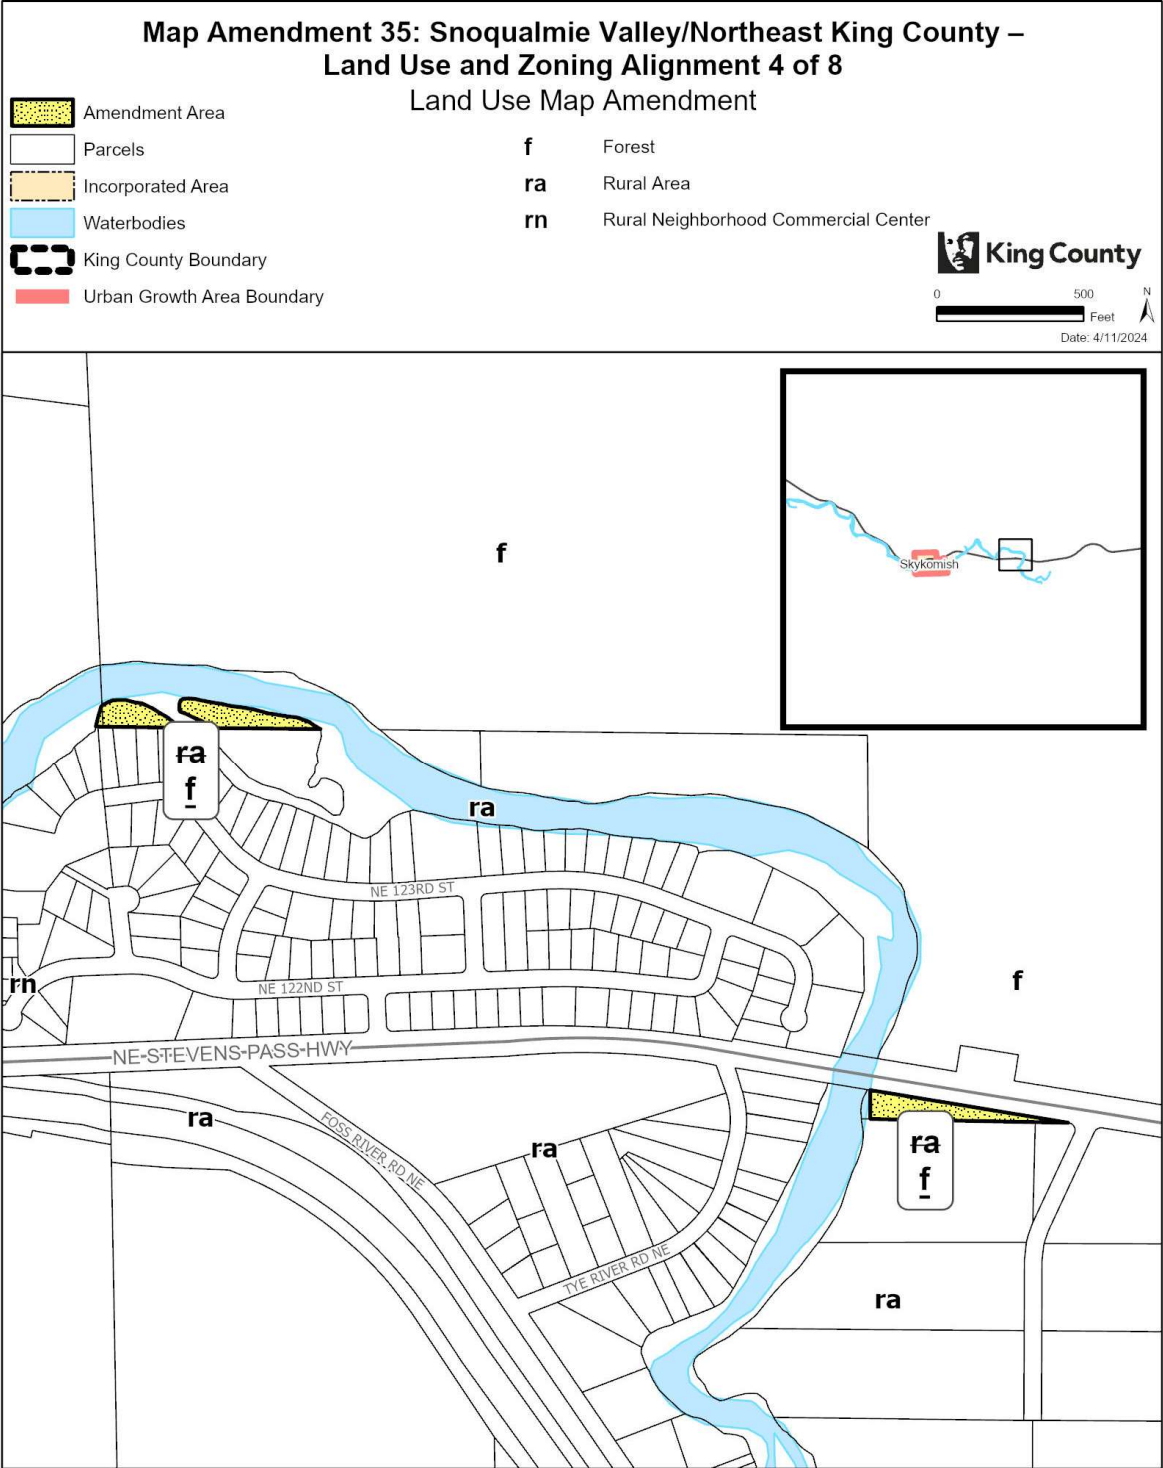 Map Amendment 35: Snoqualmie Valley/Northeast King County –
Land Use and Zoning Alignment 4 of 8
Land Use Map Amendment
Amendment Area
Parcels
Incorporated Area
Waterbodies
King County Boundary
Urban Growth Area Boundary
f Forest
ra Rural Area
rn Rural Neighborhood Commercial Center
King County
0 500
Feet
N
Date: 4/11/2024
Skykomish
f
ra
f
ra
NE 123RD ST
rn
NE 122ND ST
f
NE STEVENS PASS HWY
ra
FOSS RIVER RD NE
ra
ra
f
TYE RIVER RD NE
ra